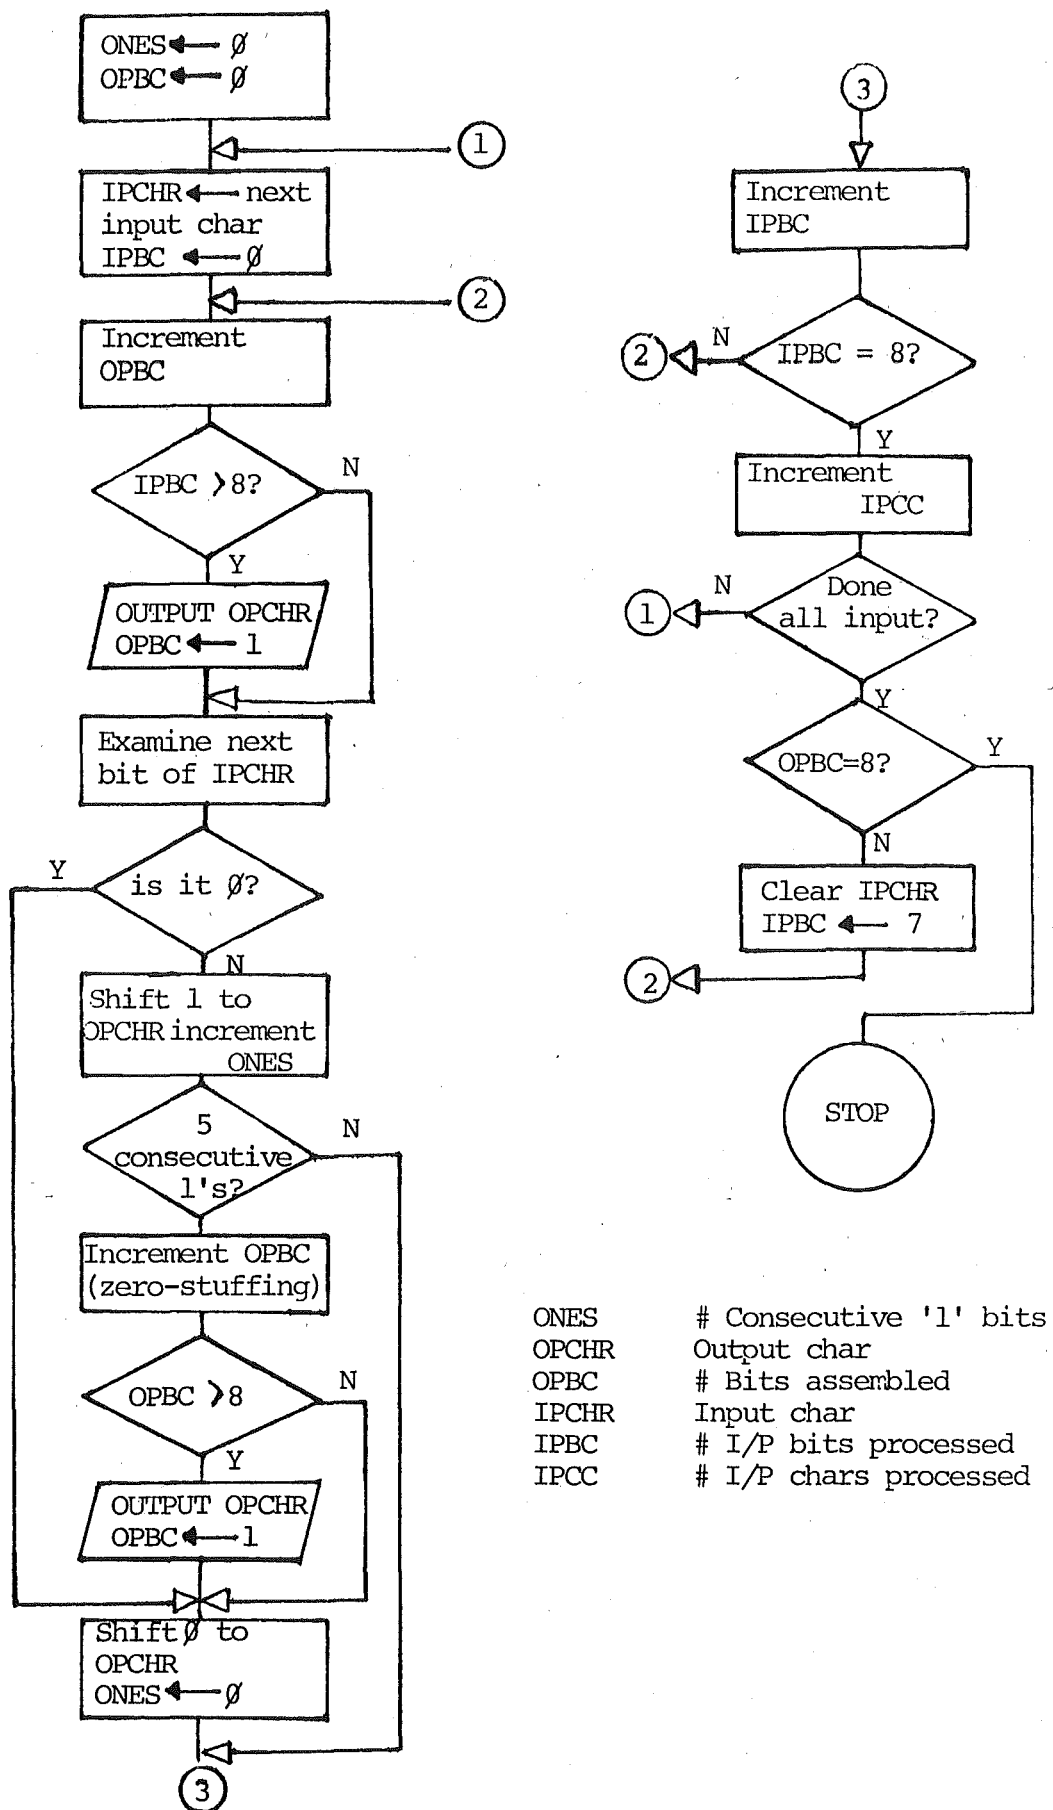 ONES ← Ø
OPBC ← Ø
1
IPCHR ← next
input char
IPBC ← Ø
2
Increment
OPBC
IPBC >8?
N
Y
OUTPUT OPCHR
OPBC ← 1
Examine next
bit of IPCHR
is it Ø?
Y
N
Shift 1 to
OPCHR increment
ONES
5
consecutive
1's?
N
Increment OPBC
(zero-stuffing)
OPBC >8
N
Y
OUTPUT OPCHR
OPBC ← 1
Shift Ø to
OPCHR
ONES ← Ø
3
3
Increment
IPBC
IPBC = 8?
N
2
Y
Increment
IPCC
Done
all input?
N
1
Y
OPBC=8?
Y
N
Clear IPCHR
IPBC ← 7
2
STOP
ONES # Consecutive '1' bits
OPCHR Output char
OPBC # Bits assembled
IPCHR Input char
IPBC # I/P bits processed
IPCC # I/P chars processed